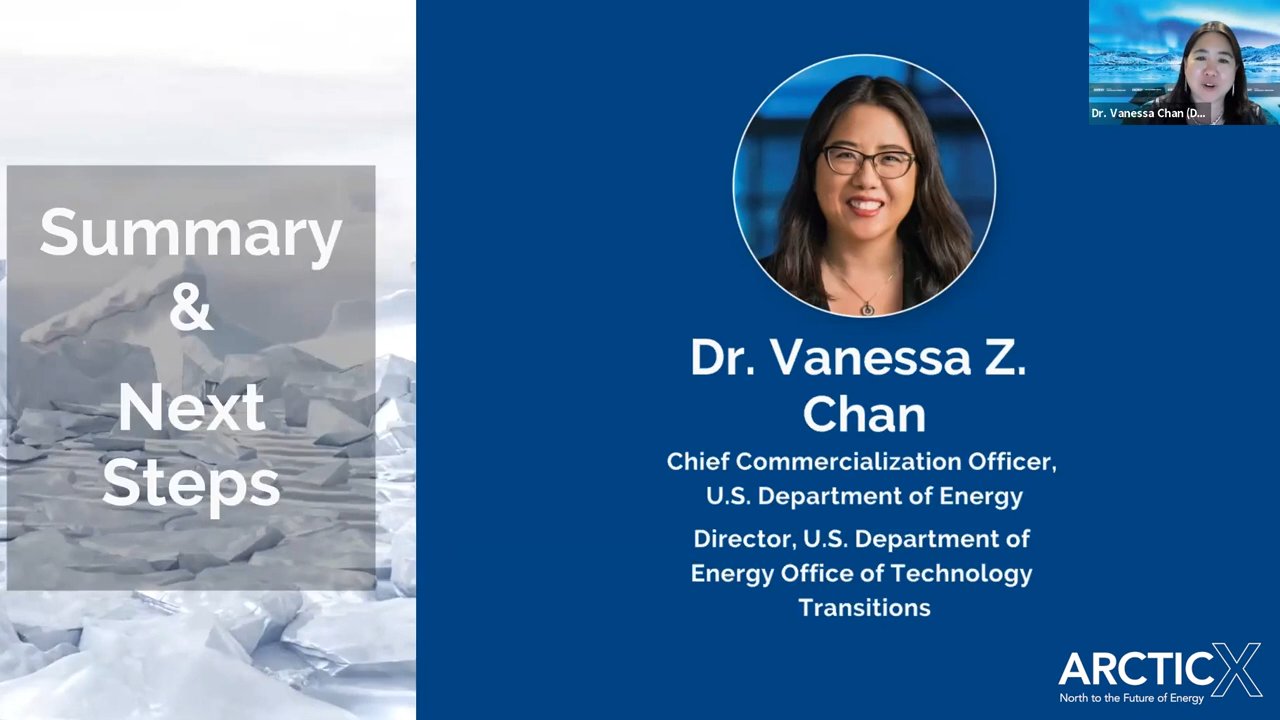 Summary
&
Next
Steps
Dr. Vanessa Z.
Chan
Chief Commercialization Officer,
U.S. Department of Energy
Director, U.S. Department of
Energy Office of Technology
Transitions
Dr. Vanessa Chan (D...
ARCTICX
North to the Future of Energy